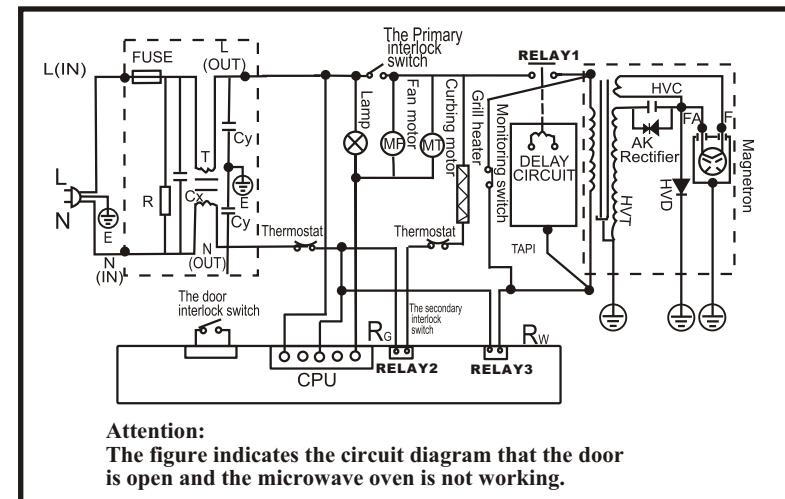 The Primary
interlock
switch
L
(OUT)
FUSE
L(IN)
RELAY1
HVC
Lamp
Fan motor
Curbing motor
Grill heater
Monitoring switch
Cy
MF
MT
FA
F
AK
Rectifier
Magnetron
T
DELAY
CIRCUIT
L
R
Cx
E
HVT
HVD
N
E
Cy
Thermostat
Thermostat
TAPI
N
(IN)
N
(OUT)
The door
interlock switch
The secondary
interlock
switch
RG
RW
CPU
RELAY2
RELAY3
Attention:
The figure indicates the circuit diagram that the door
is open and the microwave oven is not working.